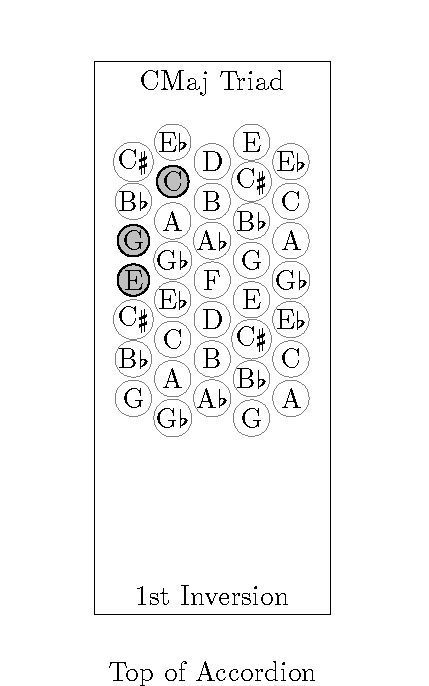 CMaj Triad
E♭ E
C♯ D E♭
C C♯
B♭ B C
A B♭
G A♭ A
G♭ G
E F G♭
E♭ E
C♯ D E♭
C C♯
B♭ B C
A B♭
G A♭ A
G♭ G
1st Inversion
Top of Accordion